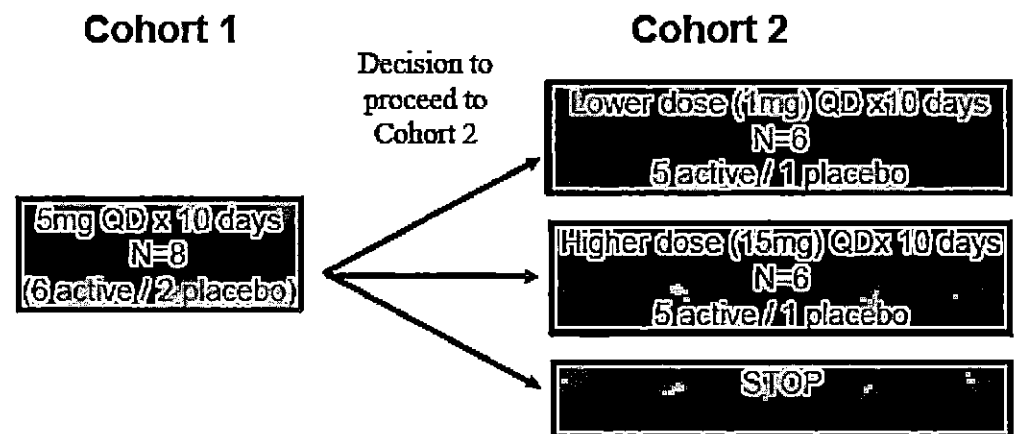 Cohort 1
Cohort 2
Decision to
proceed to
Cohort 2
5mg QD x 10 days
N=8
(6 active / 2 placebo)
Lower dose (1mg) QD x10 days
N=6
5 active / 1 placebo
Higher dose (15mg) QDx 10 days
N=6
5 active / 1 placebo
STOP